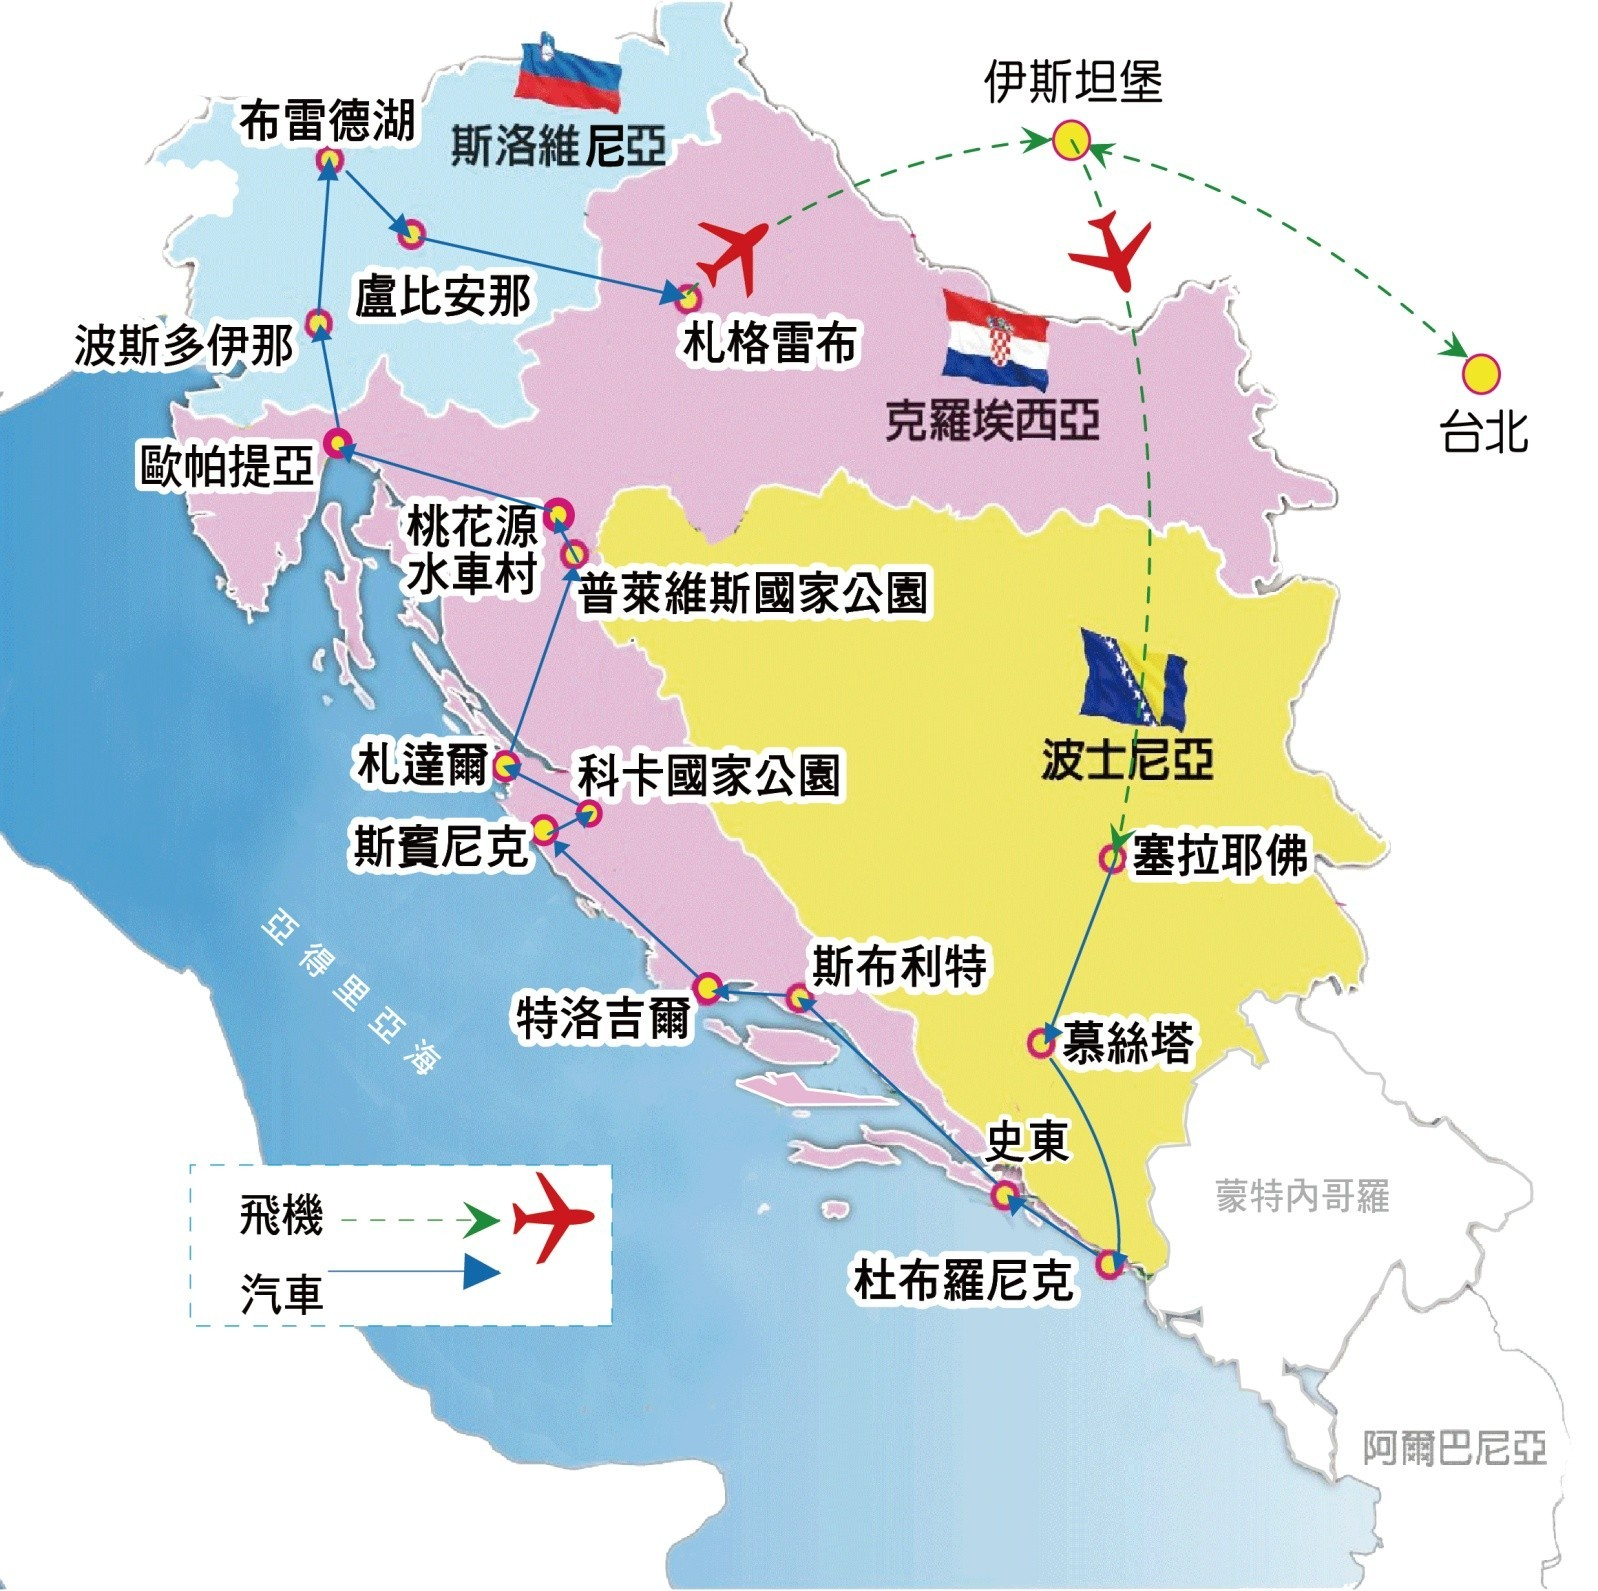 伊斯坦堡
布雷德湖
斯洛維尼亞
盧比安那
波斯多伊那
札格雷布
克羅埃西亞
台北
歐帕提亞
桃花源
水車村
普萊維斯國家公園
波士尼亞
札達爾
科卡國家公園
斯賓尼克
塞拉耶佛
亞得里亞海
斯布利特
特洛吉爾
慕絲塔
史東
蒙特內哥羅
杜布羅尼克
飛機
汽車
阿爾巴尼亞